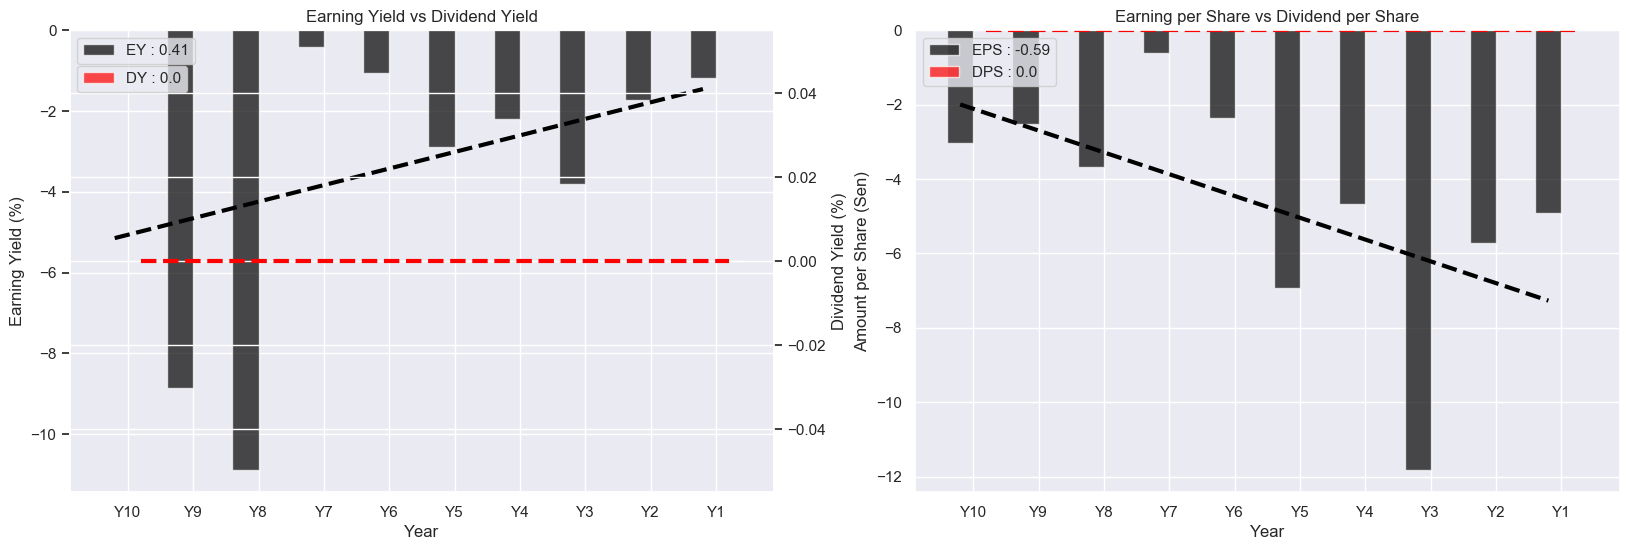 Earning Yield vs Dividend Yield
EY : 0.41
DY : 0.0
Earning Yield (%)
0
−2
−4
−6
−8
−10
0.04
0.02
0.00
−0.02
−0.04
Dividend Yield (%)
Y10 Y9 Y8 Y7 Y6 Y5 Y4 Y3 Y2 Y1
Year
Earning per Share vs Dividend per Share
EPS : -0.59
DPS : 0.0
Amount per Share (Sen)
0
−2
−4
−6
−8
−10
−12
Y10 Y9 Y8 Y7 Y6 Y5 Y4 Y3 Y2 Y1
Year